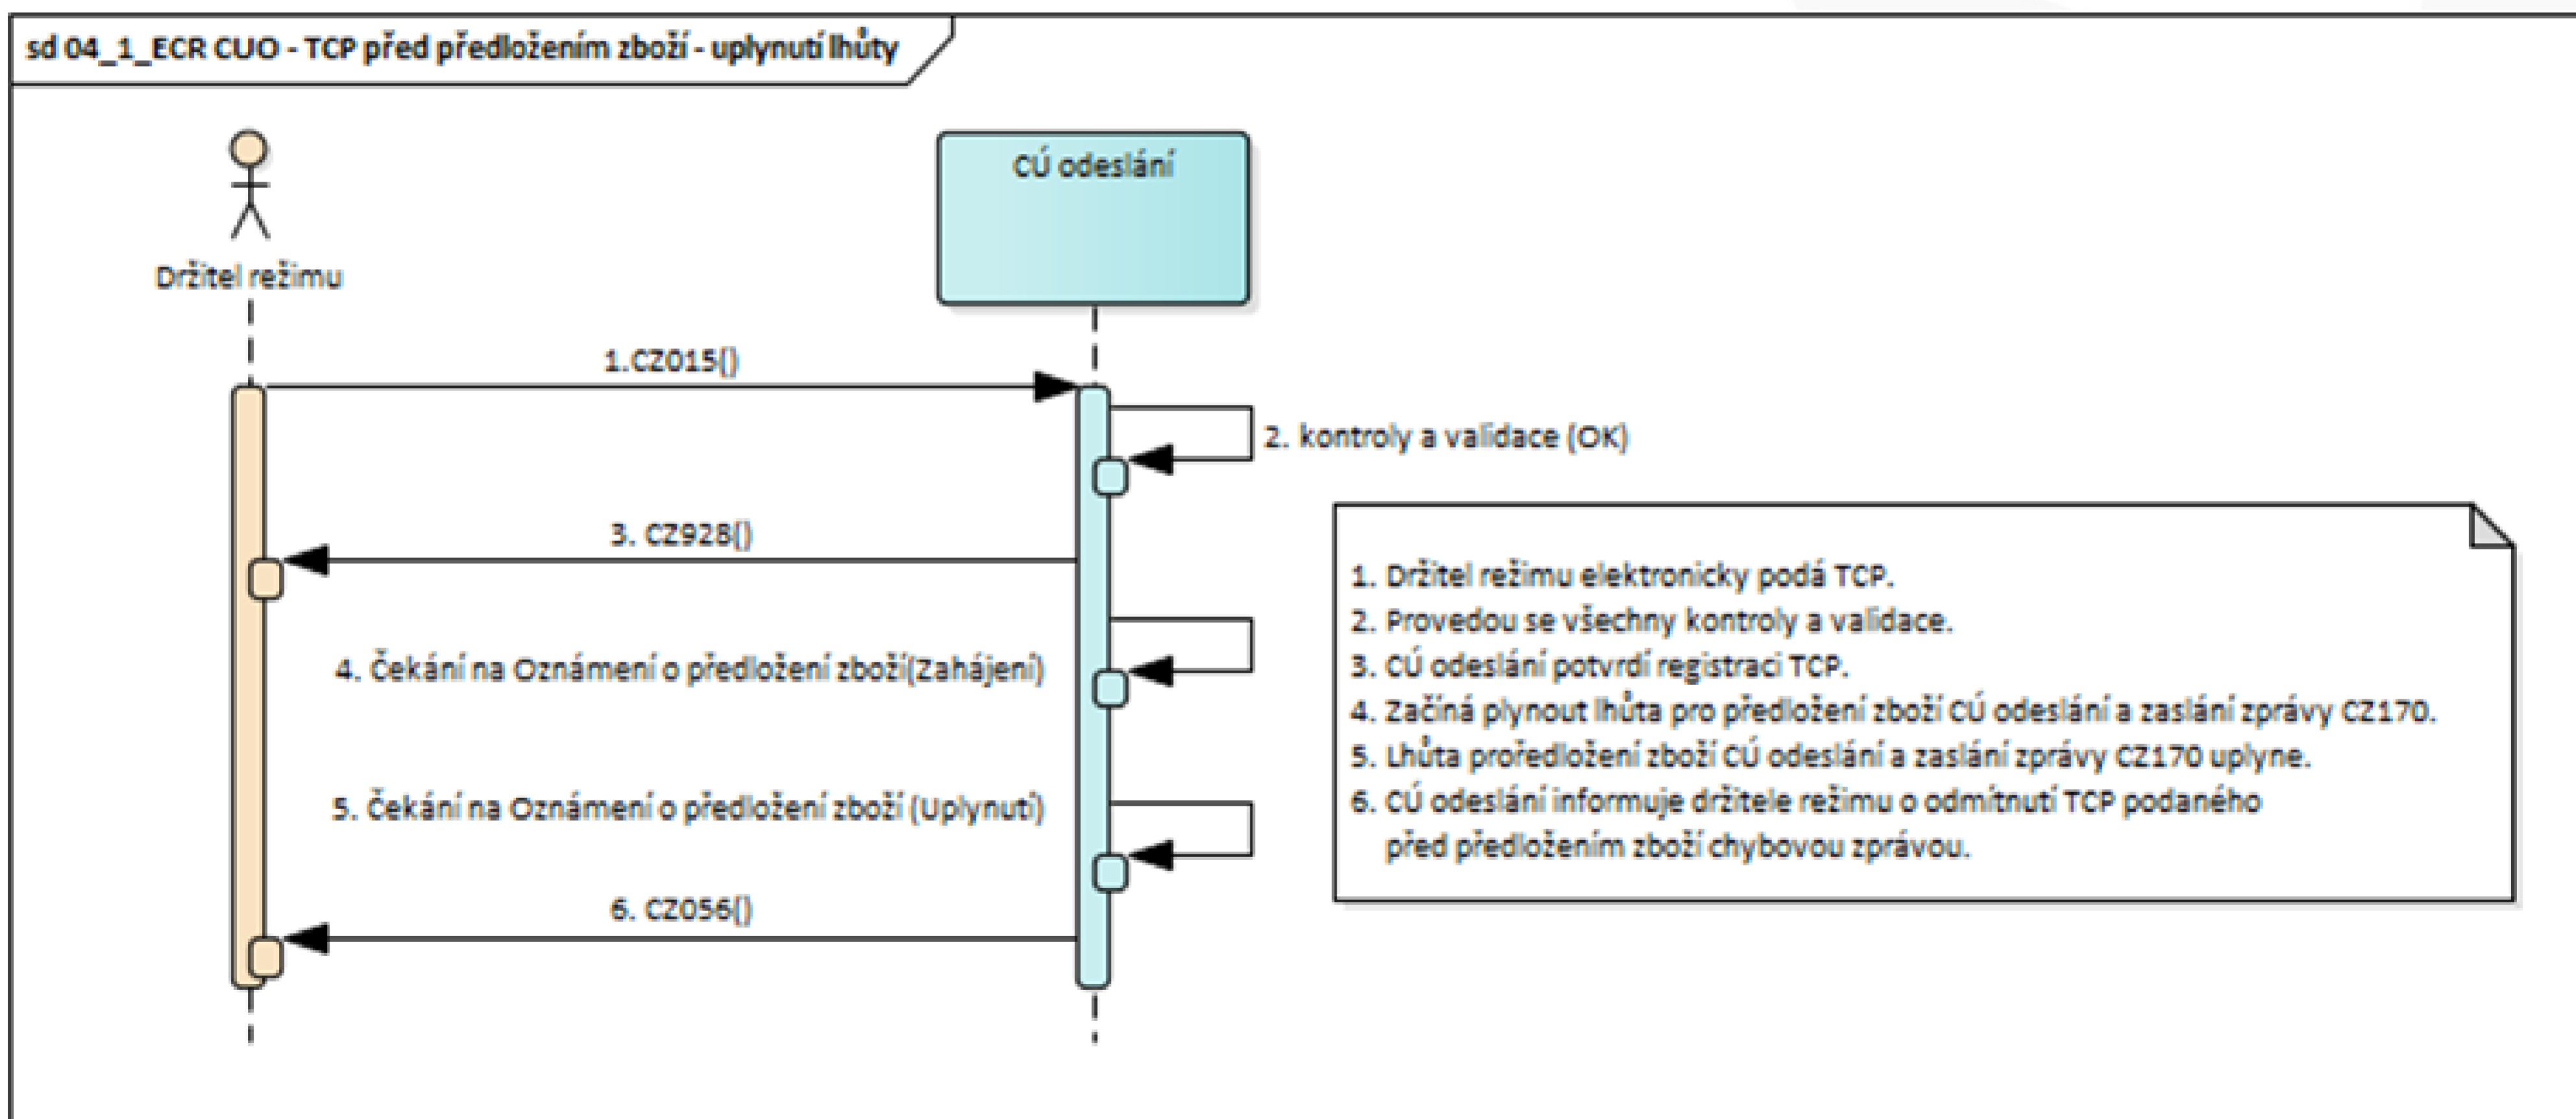 sd 04_1_ECR CUO - TCP před předložením zboží - uplynutí lhůty
CÚ odeslání
Držitel režimu
1.CZ015()
2. kontroly a validace (OK)
3. CZ928()
4. Čekání na Oznámení o předložení zboží(Zahájení)
5. Čekání na Oznámení o předložení zboží (Uplynutí)
6. CZ056()
1. Držitel režimu elektronicky podá TCP.
2. Provedou se všechny kontroly a validace.
3. CÚ odeslání potvrdí registraci TCP.
4. Začíná plynout lhůta pro předložení zboží CÚ odeslání a zaslání zprávy CZ170.
5. Lhůta prořdložení zboží CÚ odeslání a zaslání zprávy CZ170 uplyne.
6. CÚ odeslání informuje držitele režimu o odmítnutí TCP podaného
před předložením zboží chybovou zprávou.